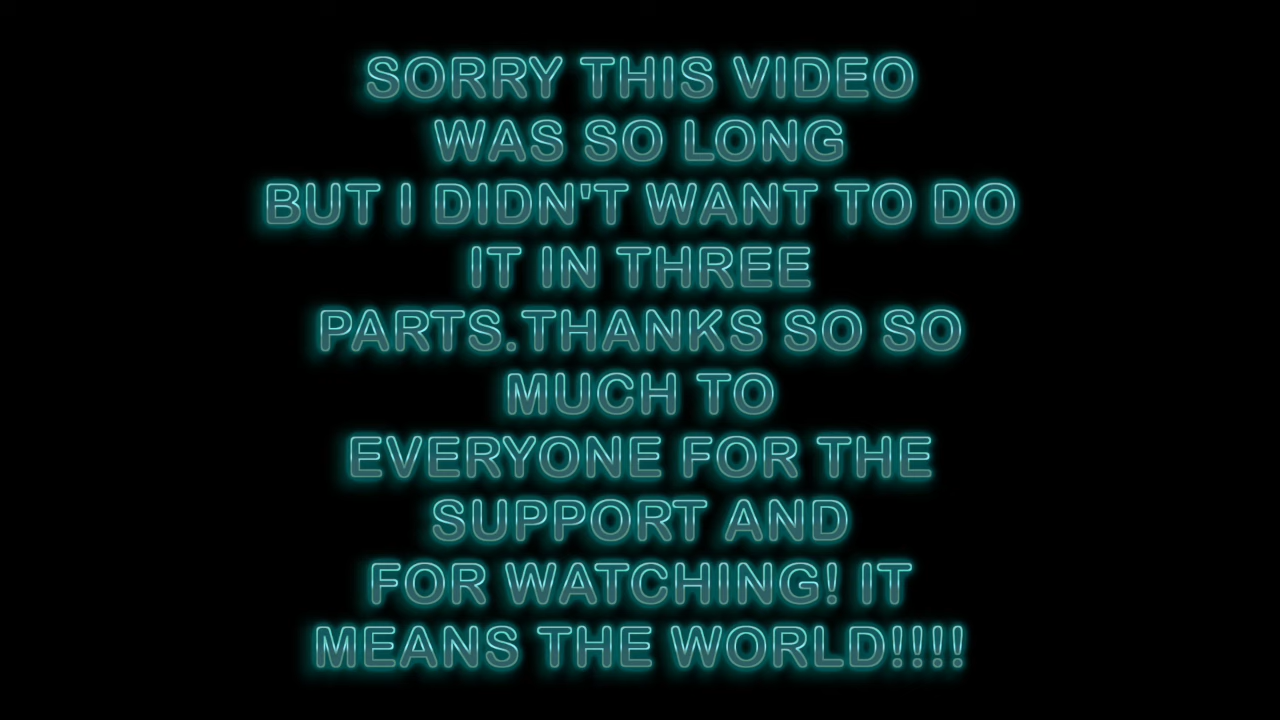 SORRY THIS VIDEO
WAS SO LONG
BUT I DIDN'T WANT TO DO
IT IN THREE
PARTS.THANKS SO SO
MUCH TO
EVERYONE FOR THE
SUPPORT AND
FOR WATCHING! IT
MEANS THE WORLD!!!!